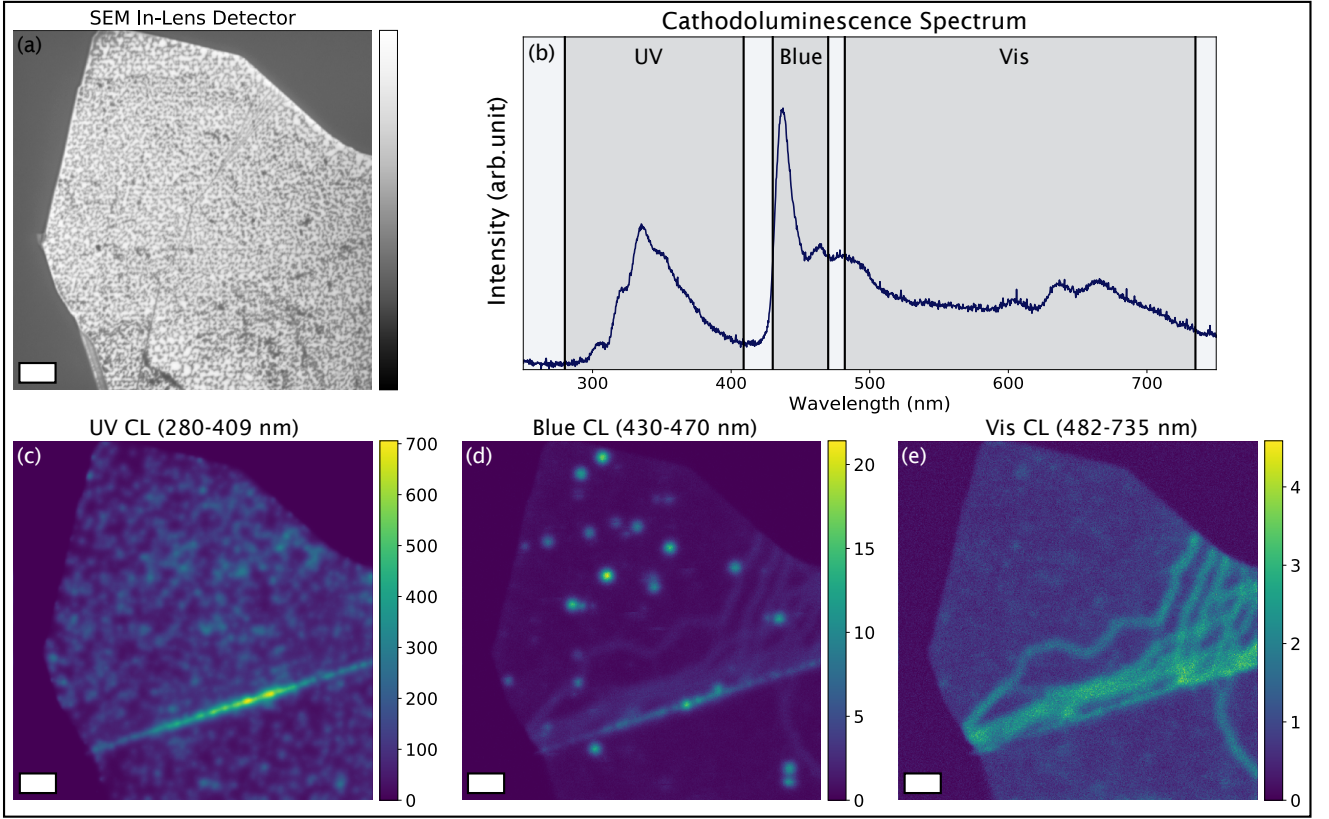 SEM In-Lens Detector
(a)
Cathodoluminescence Spectrum
(b)
UV
Blue
Vis
Intensity (arb.unit)
300
400
500
600
700
Wavelength (nm)
UV CL (280-409 nm)
(c)
700
600
500
400
300
200
100
0
Blue CL (430-470 nm)
(d)
20
15
10
5
0
Vis CL (482-735 nm)
(e)
4
3
2
1
0